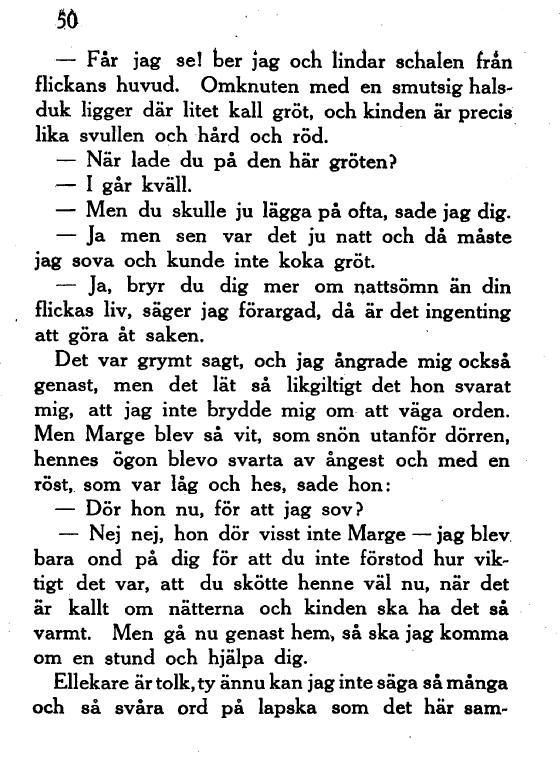 50
— Får jag se! ber jag och lindar schalen från
flickans huvud. Omknuten med en smutsig hals-
duk ligger där litet kall gröt, och kinden är precis
lika svullen och hård och röd.
— När lade du på den här gröten?
— I går kväll.
— Men du skulle ju lägga på ofta, sade jag dig.
— Ja men sen var det ju natt och då måste
jag sova och kunde inte koka gröt.
— Ja, bryr du dig mer om nattsömn än din
flickas liv, säger jag förargad, då är det ingenting
att göra åt saken.
Det var grymt sagt, och jag ångrade mig också
genast, men det lät så likgiltigt det hon svarat
mig, att jag inte brydde mig om att väga orden.
Men Marge blev så vit, som snön utanför dörren,
hennes ögon blevo svarta av ångest och med en
röst, som var låg och hes, sade hon:
— Dör hon nu, för att jag sov?
— Nej nej, hon dör visst inte Marge — jag blev
bara ond på dig för att du inte förstod hur vik-
tigt det var, att du skötte henne väl nu, när det
är kallt om nätterna och kinden ska ha det så
varmt. Men gå nu genast hem, så ska jag komma
om en stund och hjälpa dig.
Ellekare är tolk, ty ännu kan jag inte säga så många
och så svåra ord på lapska som det här sam-